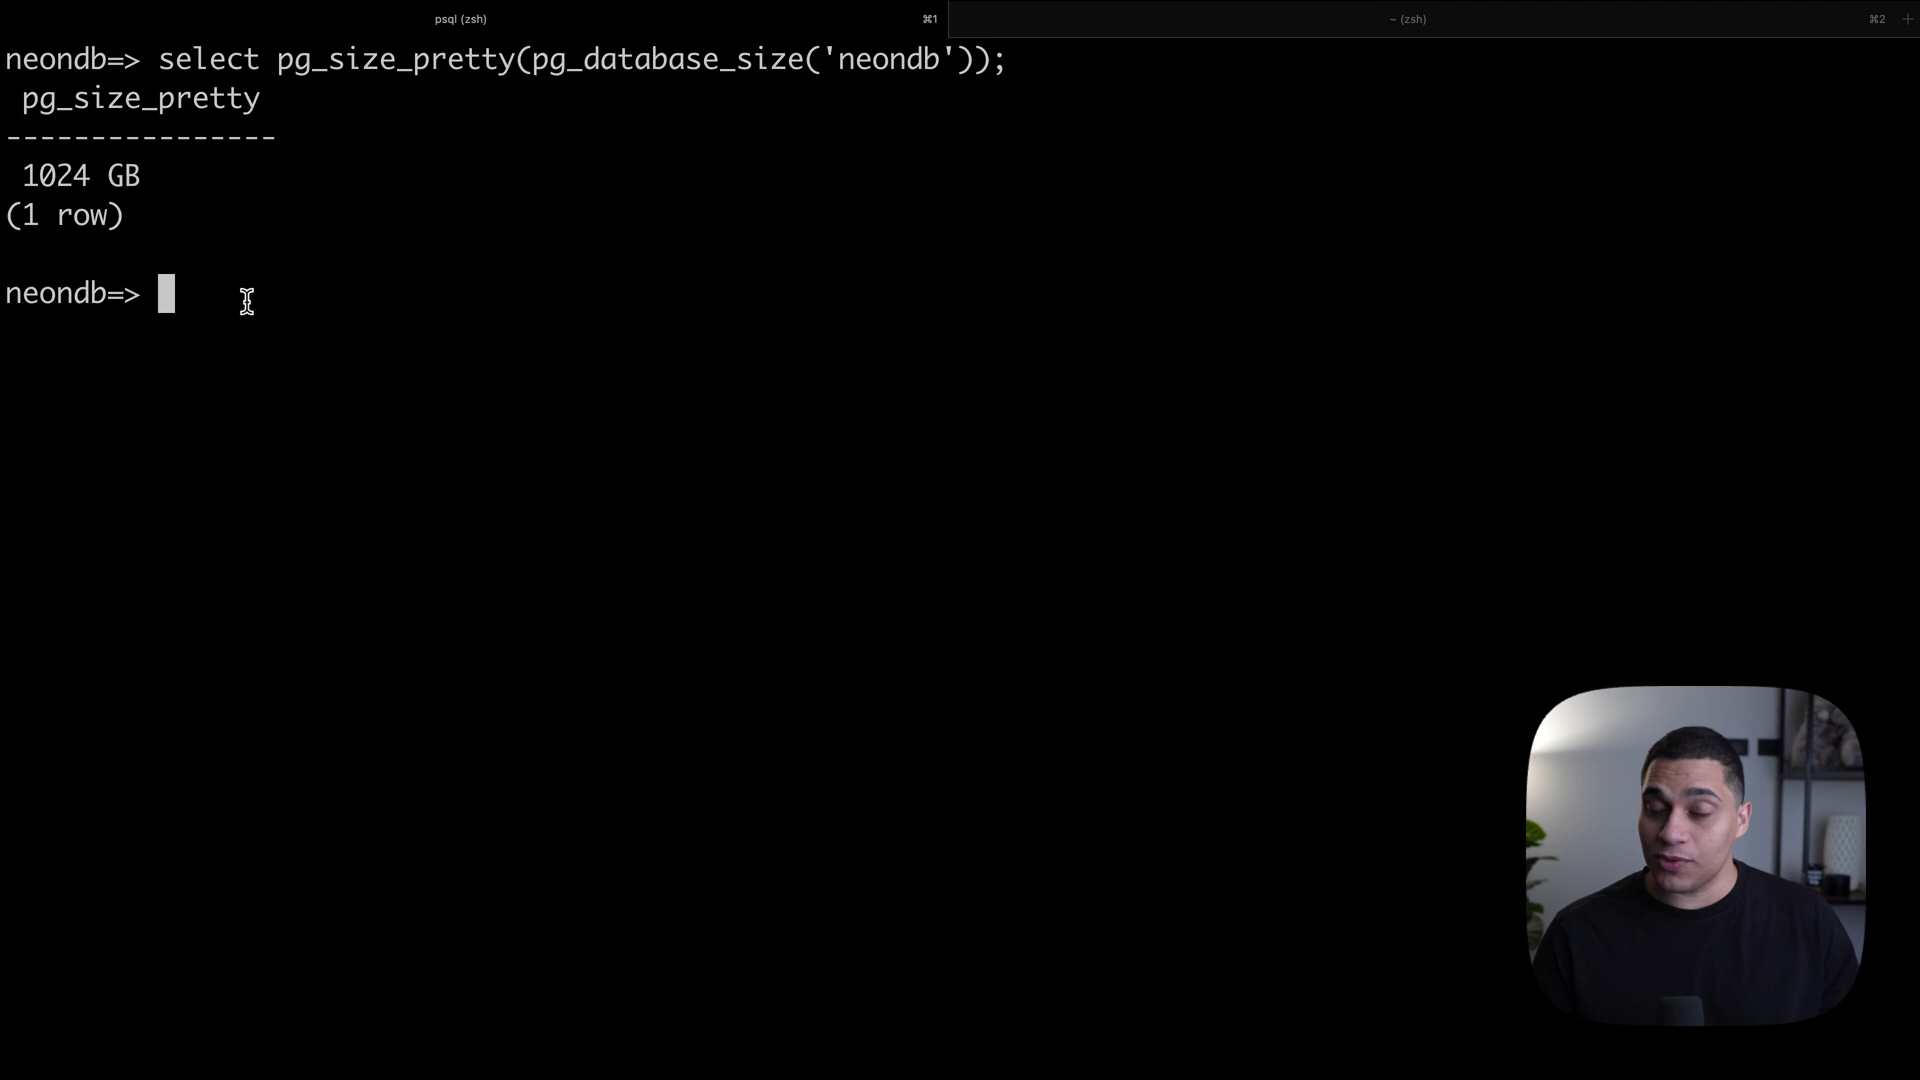 psql (zsh) ⌘1 ~ (zsh) ⌘2 +
neondb=> select pg_size_pretty(pg_database_size('neondb'));
pg_size_pretty
----------------
1024 GB
(1 row)
neondb=>